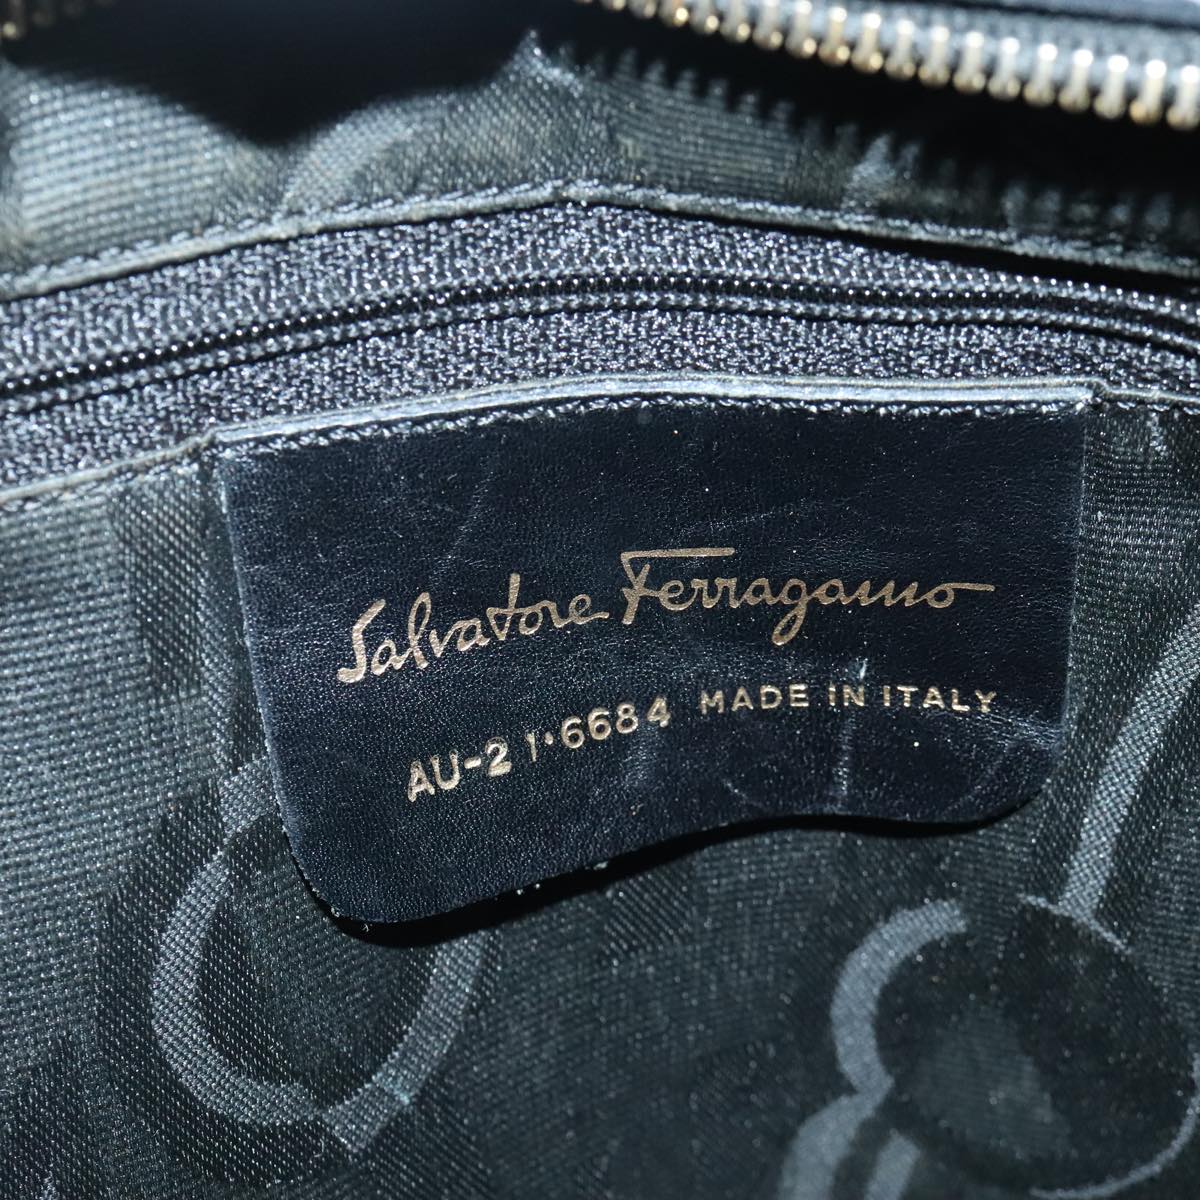 Salvatore Ferragamo
AU-21·6684 MADE IN ITALY